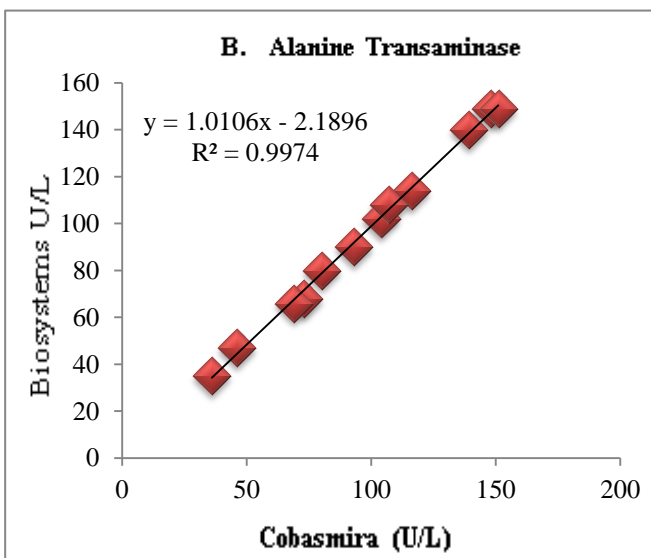 B. Alanine Transaminase
y = 1.0106x - 2.1896
R² = 0.9974
Biosystems U/L
160
140
120
100
80
60
40
20
0
0 50 100 150 200
Cobasmira (U/L)